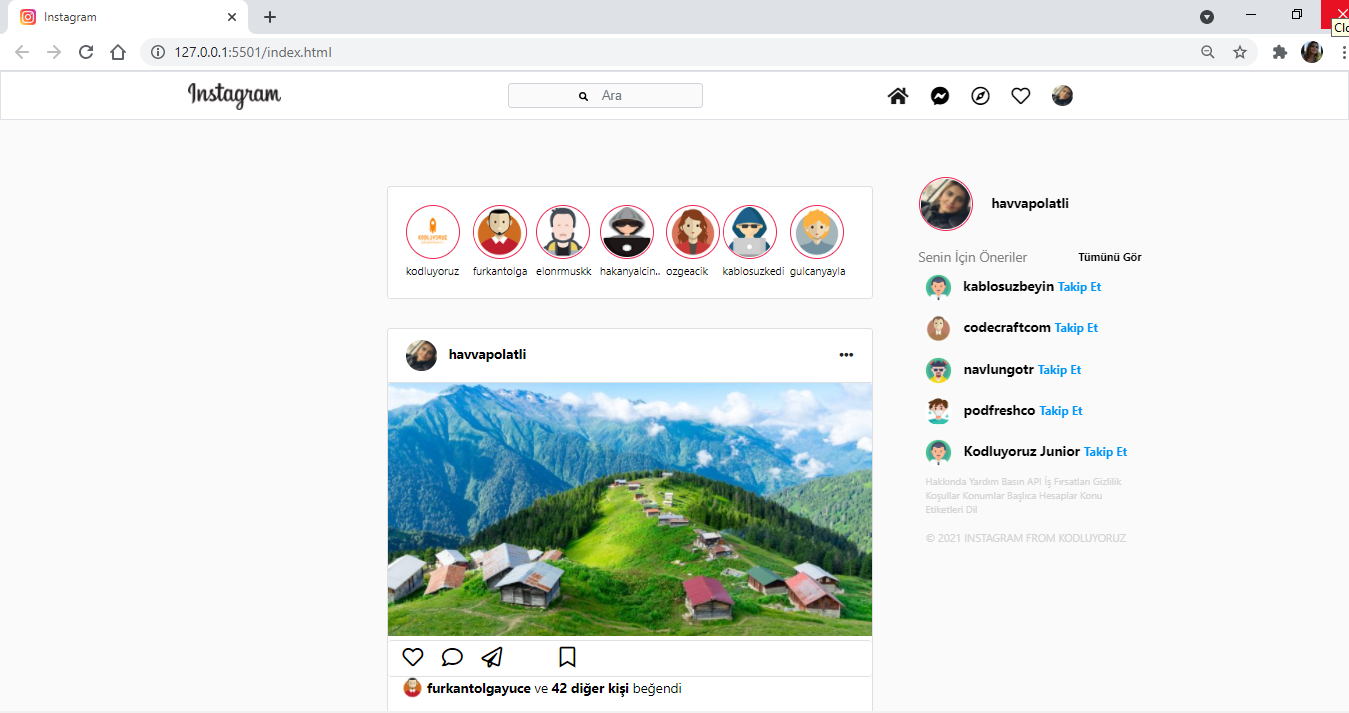 Instagram
Clo
127.0.0.1:5501/index.html
Instagram
Ara
KODLUYORUZ
kodluyoruz
furkantolga
elonrmuskk
hakanyalcin..
ozgeacik
kablosuzkedi
gulcanyayla
havvapolatli
Senin İçin Öneriler Tümünü Gör
kablosuzbeyin Takip Et
codecraftcom Takip Et
navlungotr Takip Et
podfreshco Takip Et
Kodluyoruz Junior Takip Et
Hakkında Yardım Basın API İş Fırsatları Gizlilik
Koşullar Konumlar Başlıca Hesaplar Konu
Etiketleri Dil
© 2021 INSTAGRAM FROM KODLUYORUZ
havvapolatli
furkantolgayuce ve 42 diğer kişi beğendi